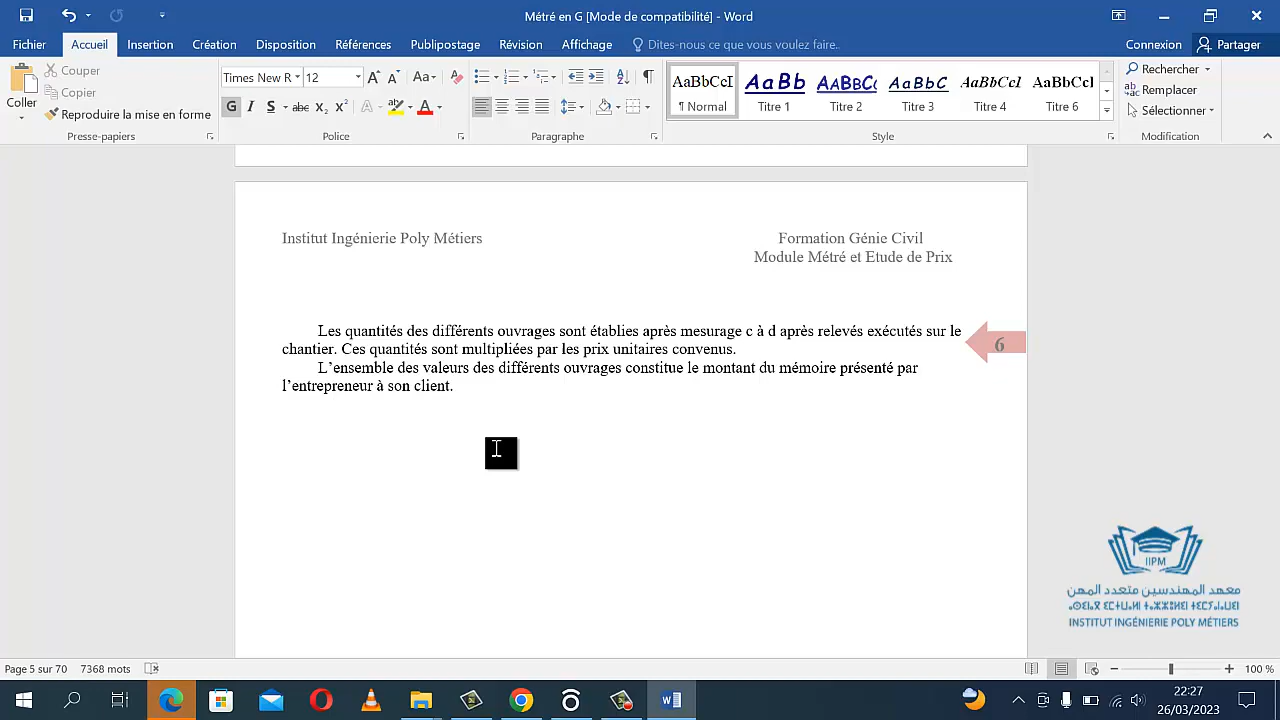 Métré en G [Mode de compatibilité] - Word
Fichier Accueil Insertion Création Disposition Références Publipostage Révision Affichage Dites-nous ce que vous voulez faire.. Connexion Partager
Coller
Couper
Copier
Reproduire la mise en forme
Presse-papiers
Times New R 12
G I S abc X₂ X²
Police
Paragraphe
AaBbCcI AaBb AaBbCc AaBbCc AaBbCcI AaBbCcl
¶ Normal Titre 1 Titre 2 Titre 3 Titre 4 Titre 6
Style
Rechercher
Remplacer
Sélectionner
Modification
Institut Ingénierie Poly Métiers
Formation Génie Civil
Module Métré et Etude de Prix
Les quantités des différents ouvrages sont établies après mesurage c à d après relevés exécutés sur le
chantier. Ces quantités sont multipliées par les prix unitaires convenus.
6
L’ensemble des valeurs des différents ouvrages constitue le montant du mémoire présenté par
l’entrepreneur à son client.
IIPM
معهد المهندسين متعدد المهن
INSTITUT INGÉNIERIE POLY MÉTIERS
Page 5 sur 70 7368 mots
100 %
22:27
26/03/2023